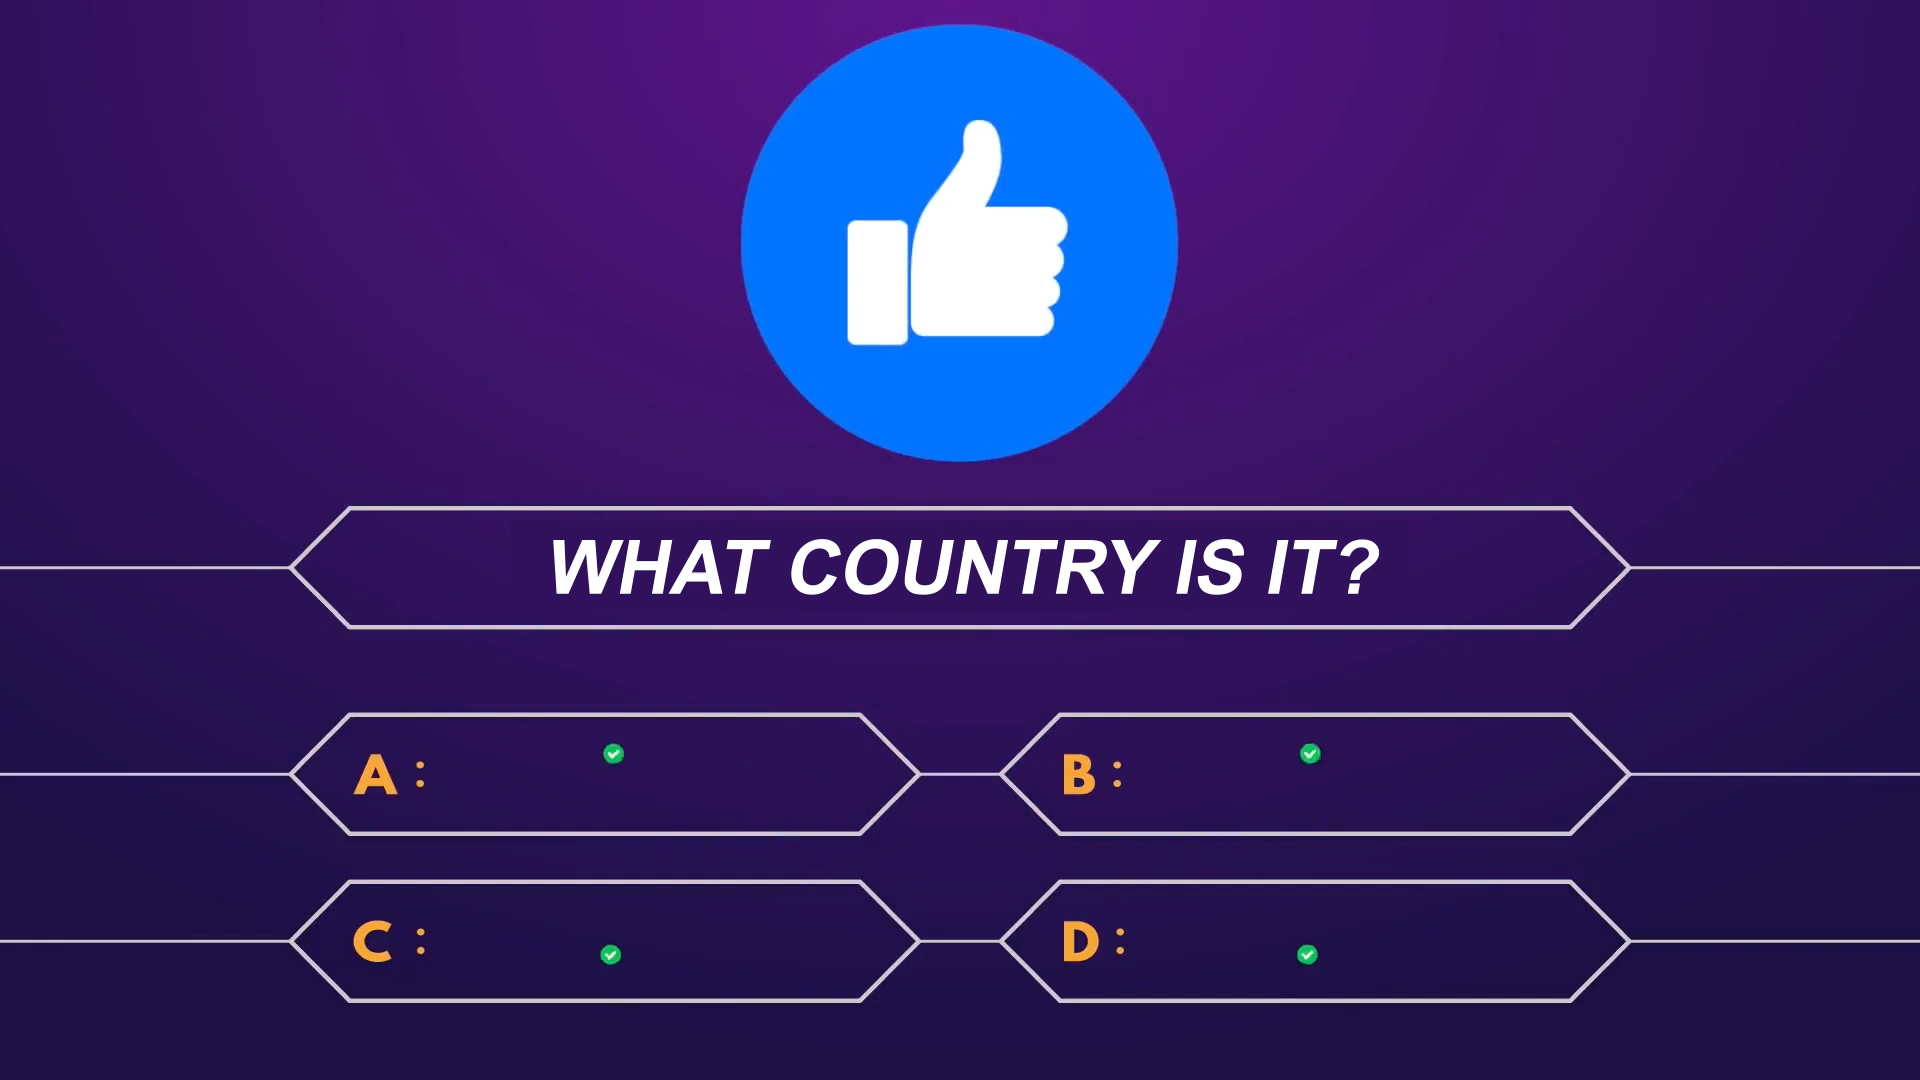 WHAT COUNTRY IS IT?
A :
B :
C :
D :